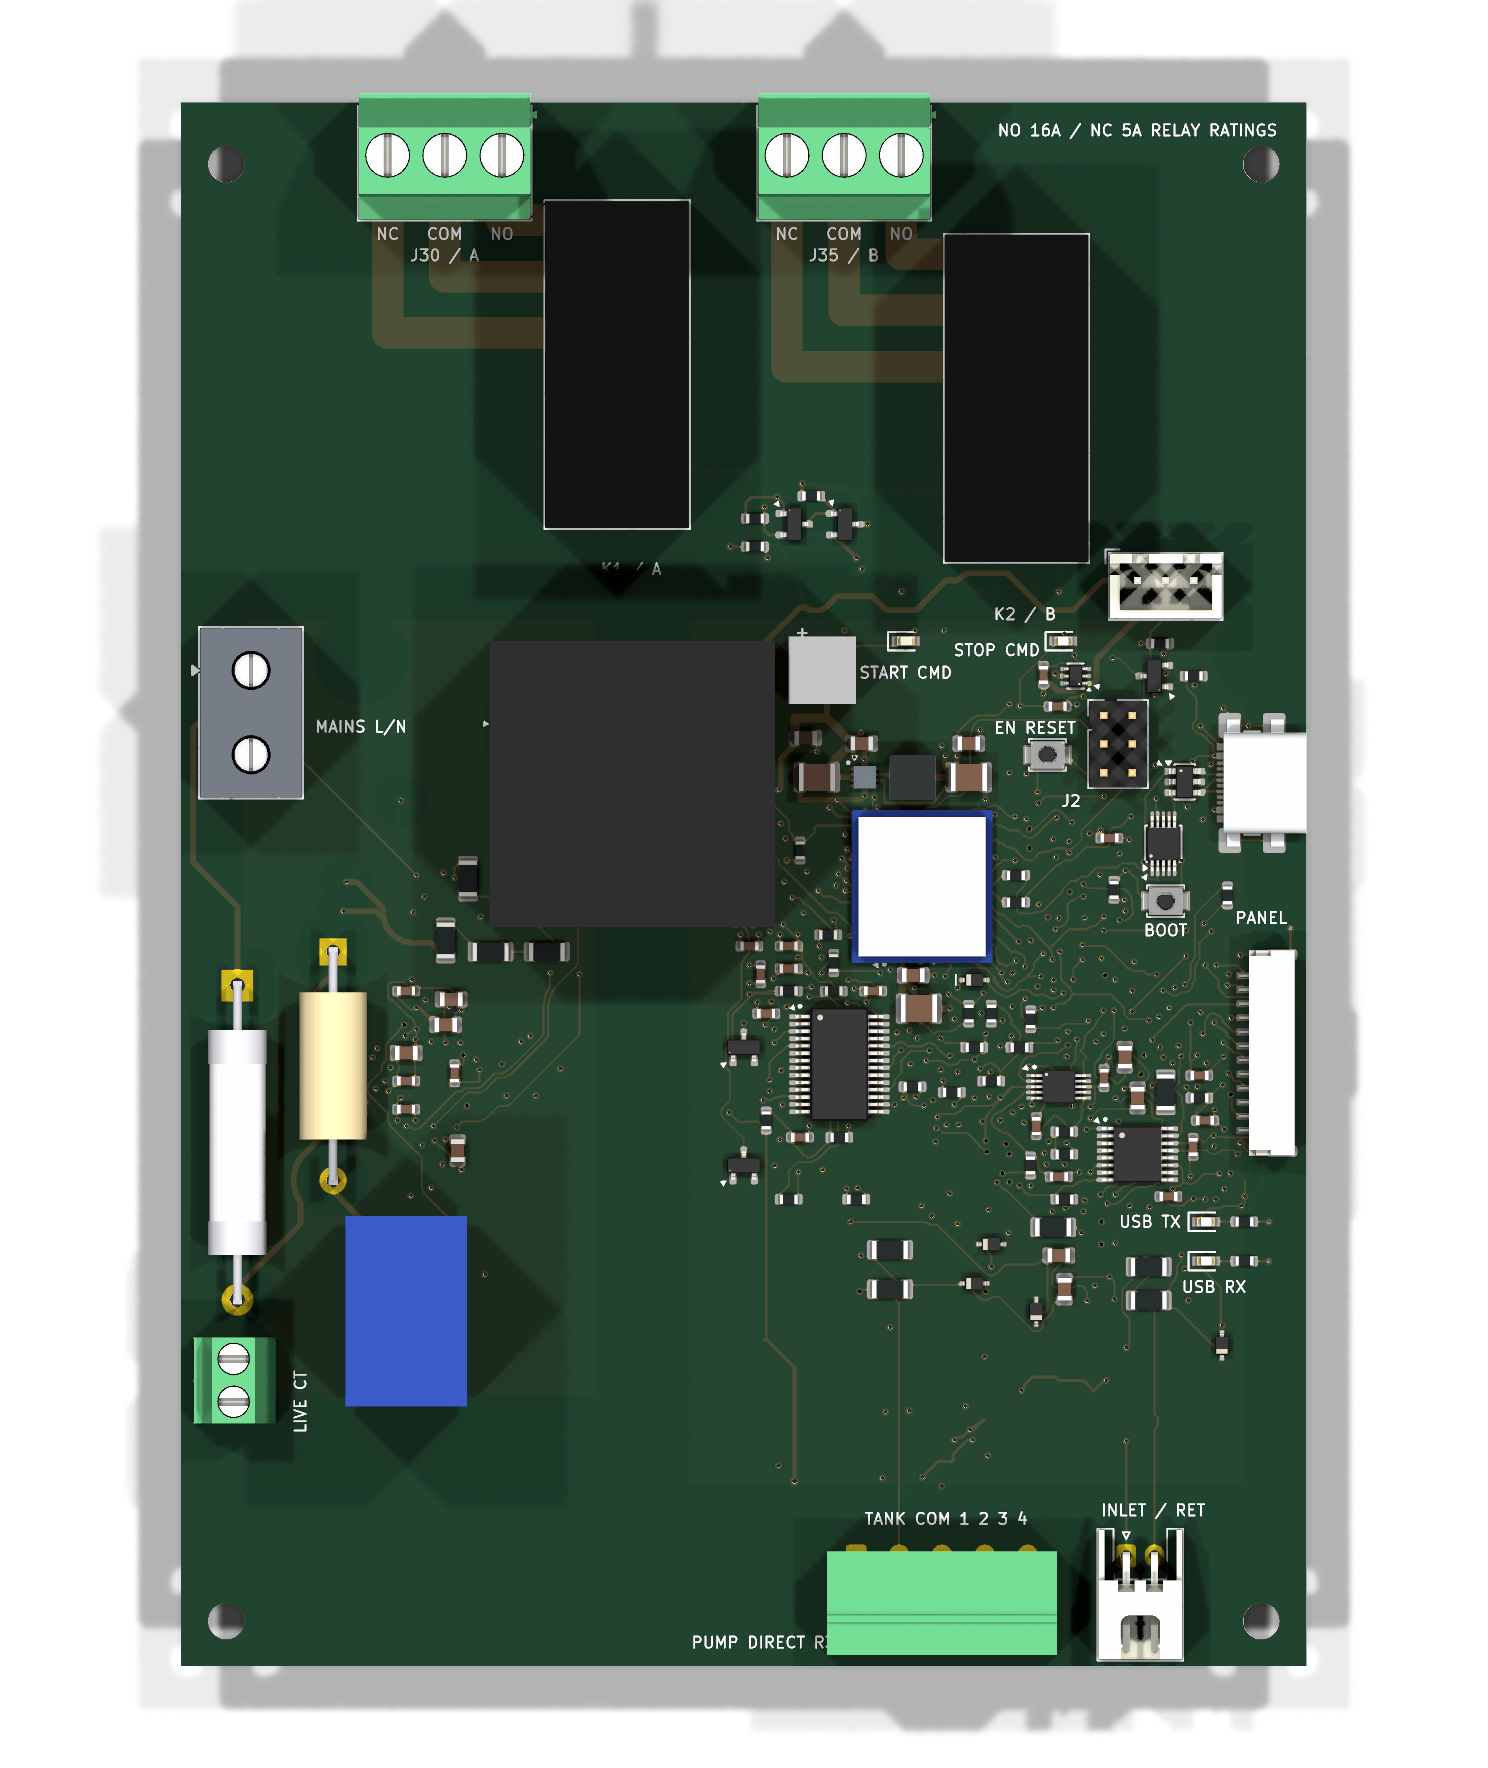 NO 16A / NC 5A RELAY RATINGS
NC COM NO
J30 / A
NC COM NO
J35 / B
K1 / A
K2 / B
START CMD
STOP CMD
MAINS L/N
EN RESET
J2
BOOT
PANEL
USB TX
USB RX
LIVE CT
TANK COM 1 2 3 4
INLET / RET
PUMP DIRECT